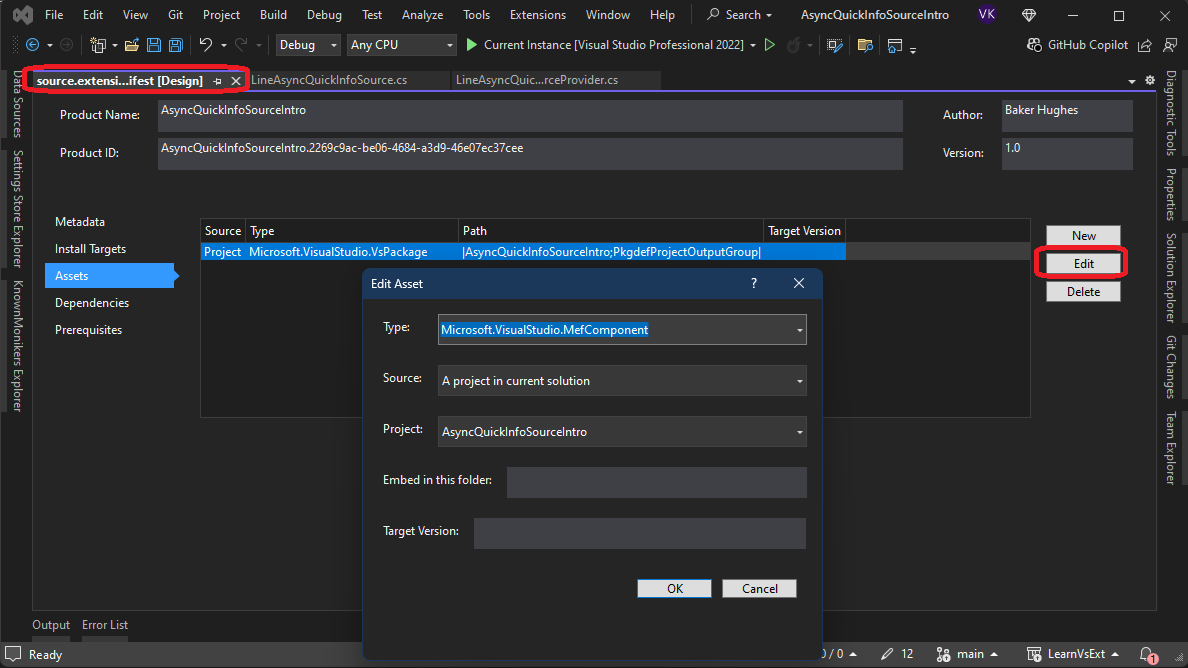 File Edit View Git Project Build Debug Test Analyze Tools Extensions Window Help Search AsyncQuickInfoSourceIntro VK
Debug Any CPU Current Instance [Visual Studio Professional 2022] GitHub Copilot
source.extensi...ifest [Design] LineAsyncQuickInfoSource.cs LineAsyncQuic...rceProvider.cs
Data Sources
Settings Store Explorer
KnownMonikers Explorer
Product Name: AsyncQuickInfoSourceIntro Author: Baker Hughes
Product ID: AsyncQuickInfoSourceIntro.2269c9ac-be06-4684-a3d9-46e07ec37cee Version: 1.0
Metadata
Install Targets
Assets
Dependencies
Prerequisites
Source Type Path Target Version
Project Microsoft.VisualStudio.VsPackage |AsyncQuickInfoSourceIntro;PkgdefProjectOutputGroup|
New
Edit
Delete
Edit Asset ?
Type: Microsoft.VisualStudio.MefComponent
Source: A project in current solution
Project: AsyncQuickInfoSourceIntro
Embed in this folder:
Target Version:
OK Cancel
Diagnostic Tools
Properties
Solution Explorer
Git Changes
Team Explorer
Output Error List
Ready 0 / 0 12 main LearnVsExt 1